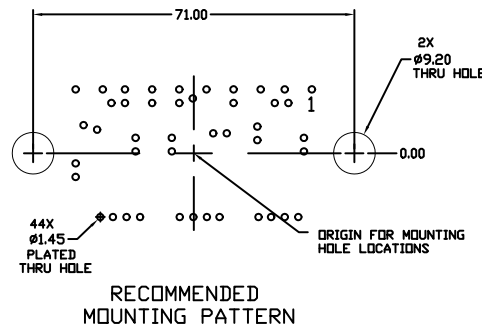 71.00
2X
ø9.20
THRU HOLE
1
0.00
44X
ø1.45
PLATED
THRU HOLE
ORIGIN FOR MOUNTING
HOLE LOCATIONS
RECOMMENDED
MOUNTING PATTERN